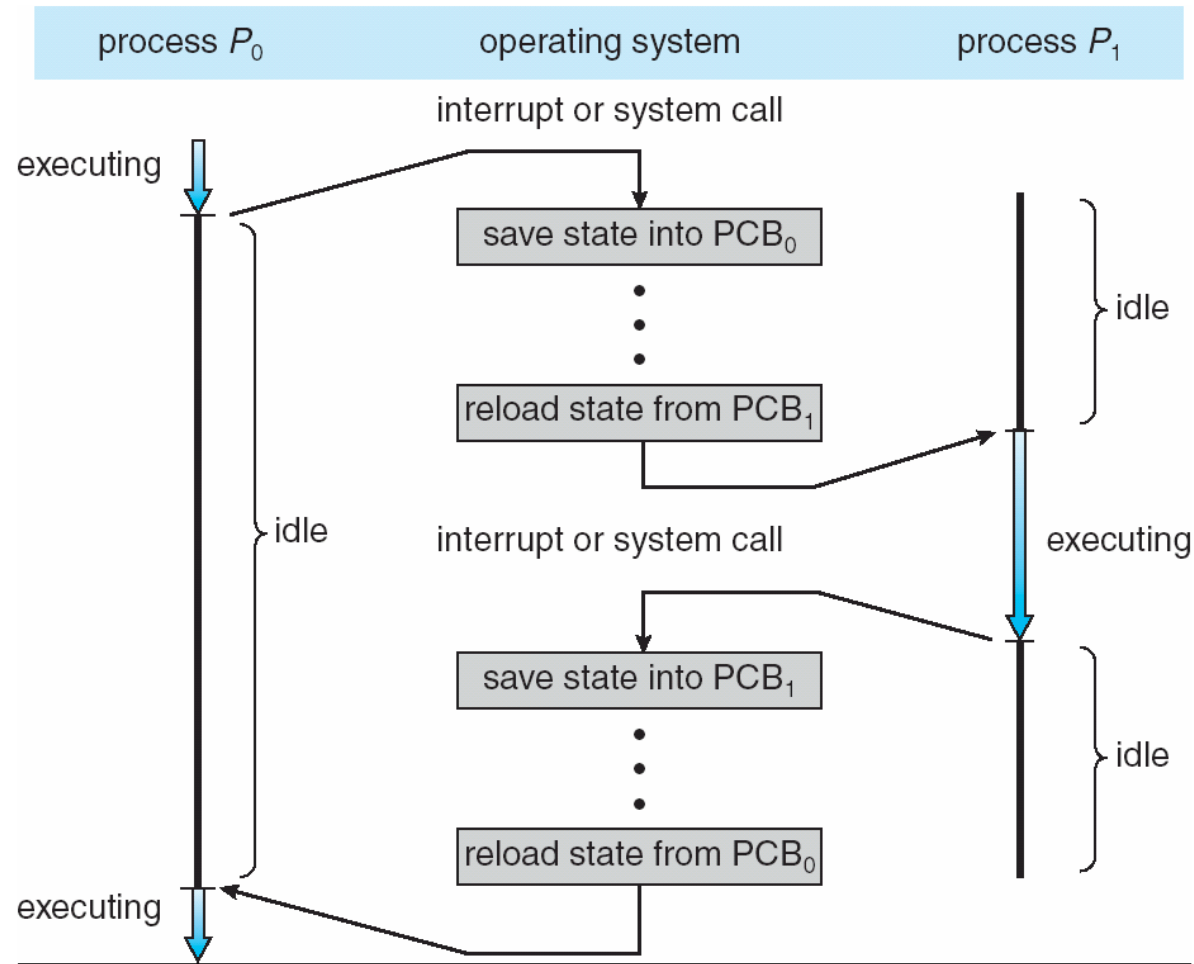 process P₀
operating system
process P₁
interrupt or system call
executing
save state into PCB₀
idle
reload state from PCB₁
idle
interrupt or system call
executing
save state into PCB₁
idle
reload state from PCB₀
executing